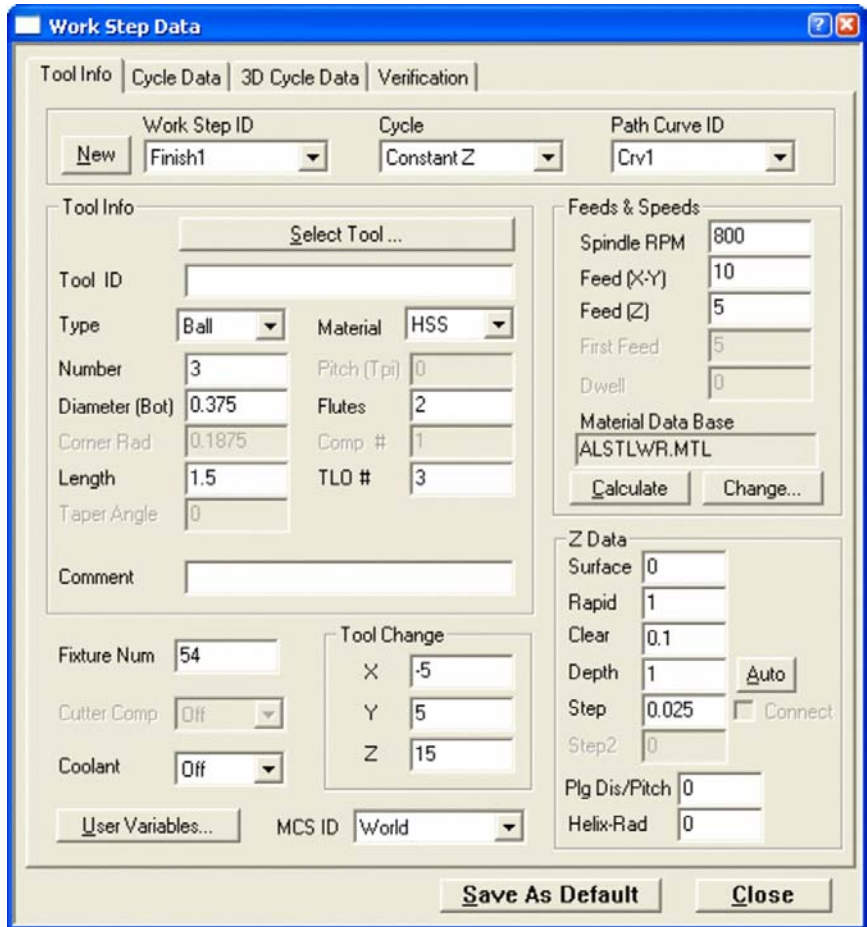 Work Step Data
Tool Info Cycle Data 3D Cycle Data Verification
Work Step ID Cycle Path Curve ID
New Finish1 Constant Z Crv1
Tool Info
Select Tool ...
Tool ID
Type Ball Material HSS
Number 3 Pitch (Tpi) 0
Diameter (Bot) 0.375 Flutes 2
Corner Rad 0.1875 Comp # 1
Length 1.5 TLO # 3
Taper Angle 0
Comment
Feeds & Speeds
Spindle RPM 800
Feed (X-Y) 10
Feed (Z) 5
First Feed 5
Dwell 0
Material Data Base
ALSTLWR.MTL
Calculate Change...
Fixture Num 54
Cutter Comp Off
Coolant Off
Tool Change
X -5
Y 5
Z 15
Z Data
Surface 0
Rapid 1
Clear 0.1
Depth 1 Auto
Step 0.025 Connect
Step2 0
Plg Dis/Pitch 0
Helix-Rad 0
User Variables... MCS ID World
Save As Default Close